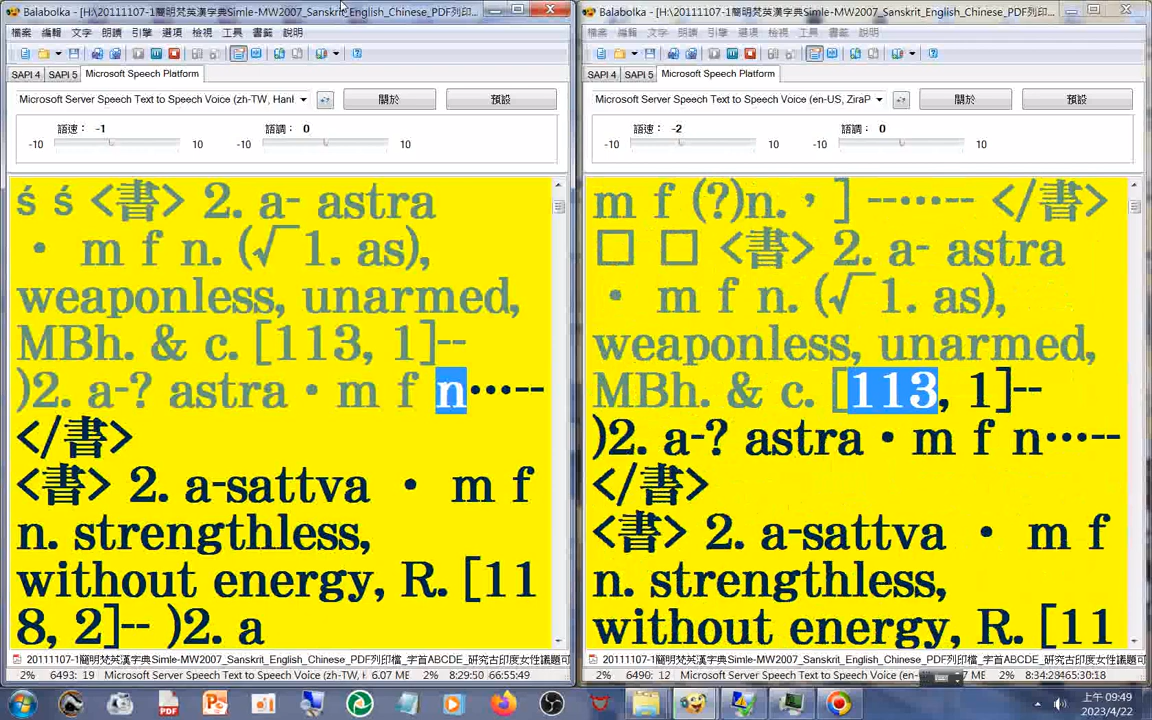 Balabolka - [H:\20111107-1簡明梵英漢字典Simle-MW2007_Sanskrit_English_Chinese_PDF列印...
檔案 編輯 文字 朗讀 引擎 選項 檢視 工具 書籤 說明
SAPI 4 SAPI 5 Microsoft Speech Platform
Microsoft Server Speech Text to Speech Voice (zh-TW, Hanl
關於
預設
語速： -1
語調： 0
-10 10 -10 10
ś ś <書> 2. a- astra
• m f n. (√ 1. as),
weaponless, unarmed,
MBh. & c. [113, 1]--
)2. a-? astra • m f n•••--
</書>
<書> 2. a-sattva • m f
n. strengthless,
without energy, R. [11
8, 2]-- )2. a
20111107-1簡明梵英漢字典Simle-MW2007_Sanskrit_English_Chinese_PDF列印檔_字首ABCDE_研究古印度女性議題可
2% 6493: 19 Microsoft Server Speech Text to Speech Voice (zh-TW, H 6.07 MB 2% 8:29:50 66:55:49
Balabolka - [H:\20111107-1簡明梵英漢字典Simle-MW2007_Sanskrit_English_Chinese_PDF列印...
檔案 編輯 文字 朗讀 引擎 選項 檢視 工具 書籤 說明
SAPI 4 SAPI 5 Microsoft Speech Platform
Microsoft Server Speech Text to Speech Voice (en-US, ZiraP
關於
預設
語速： -2
語調： 0
-10 10 -10 10
m f (?)n. , ] --•••-- </書>
□ □ <書> 2. a- astra
• m f n. (√ 1. as),
weaponless, unarmed,
MBh. & c. [113, 1]--
)2. a-? astra • m f n•••--
</書>
<書> 2. a-sattva • m f
n. strengthless,
without energy, R. [11
20111107-1簡明梵英漢字典Simle-MW2007_Sanskrit_English_Chinese_PDF列印檔_字首ABCDE_研究古印度女性議題可
2% 6490: 12 Microsoft Server Speech Text to Speech Voice 2% 8:34:28 465:30:18
PDF
上午 09:49
2023/4/22